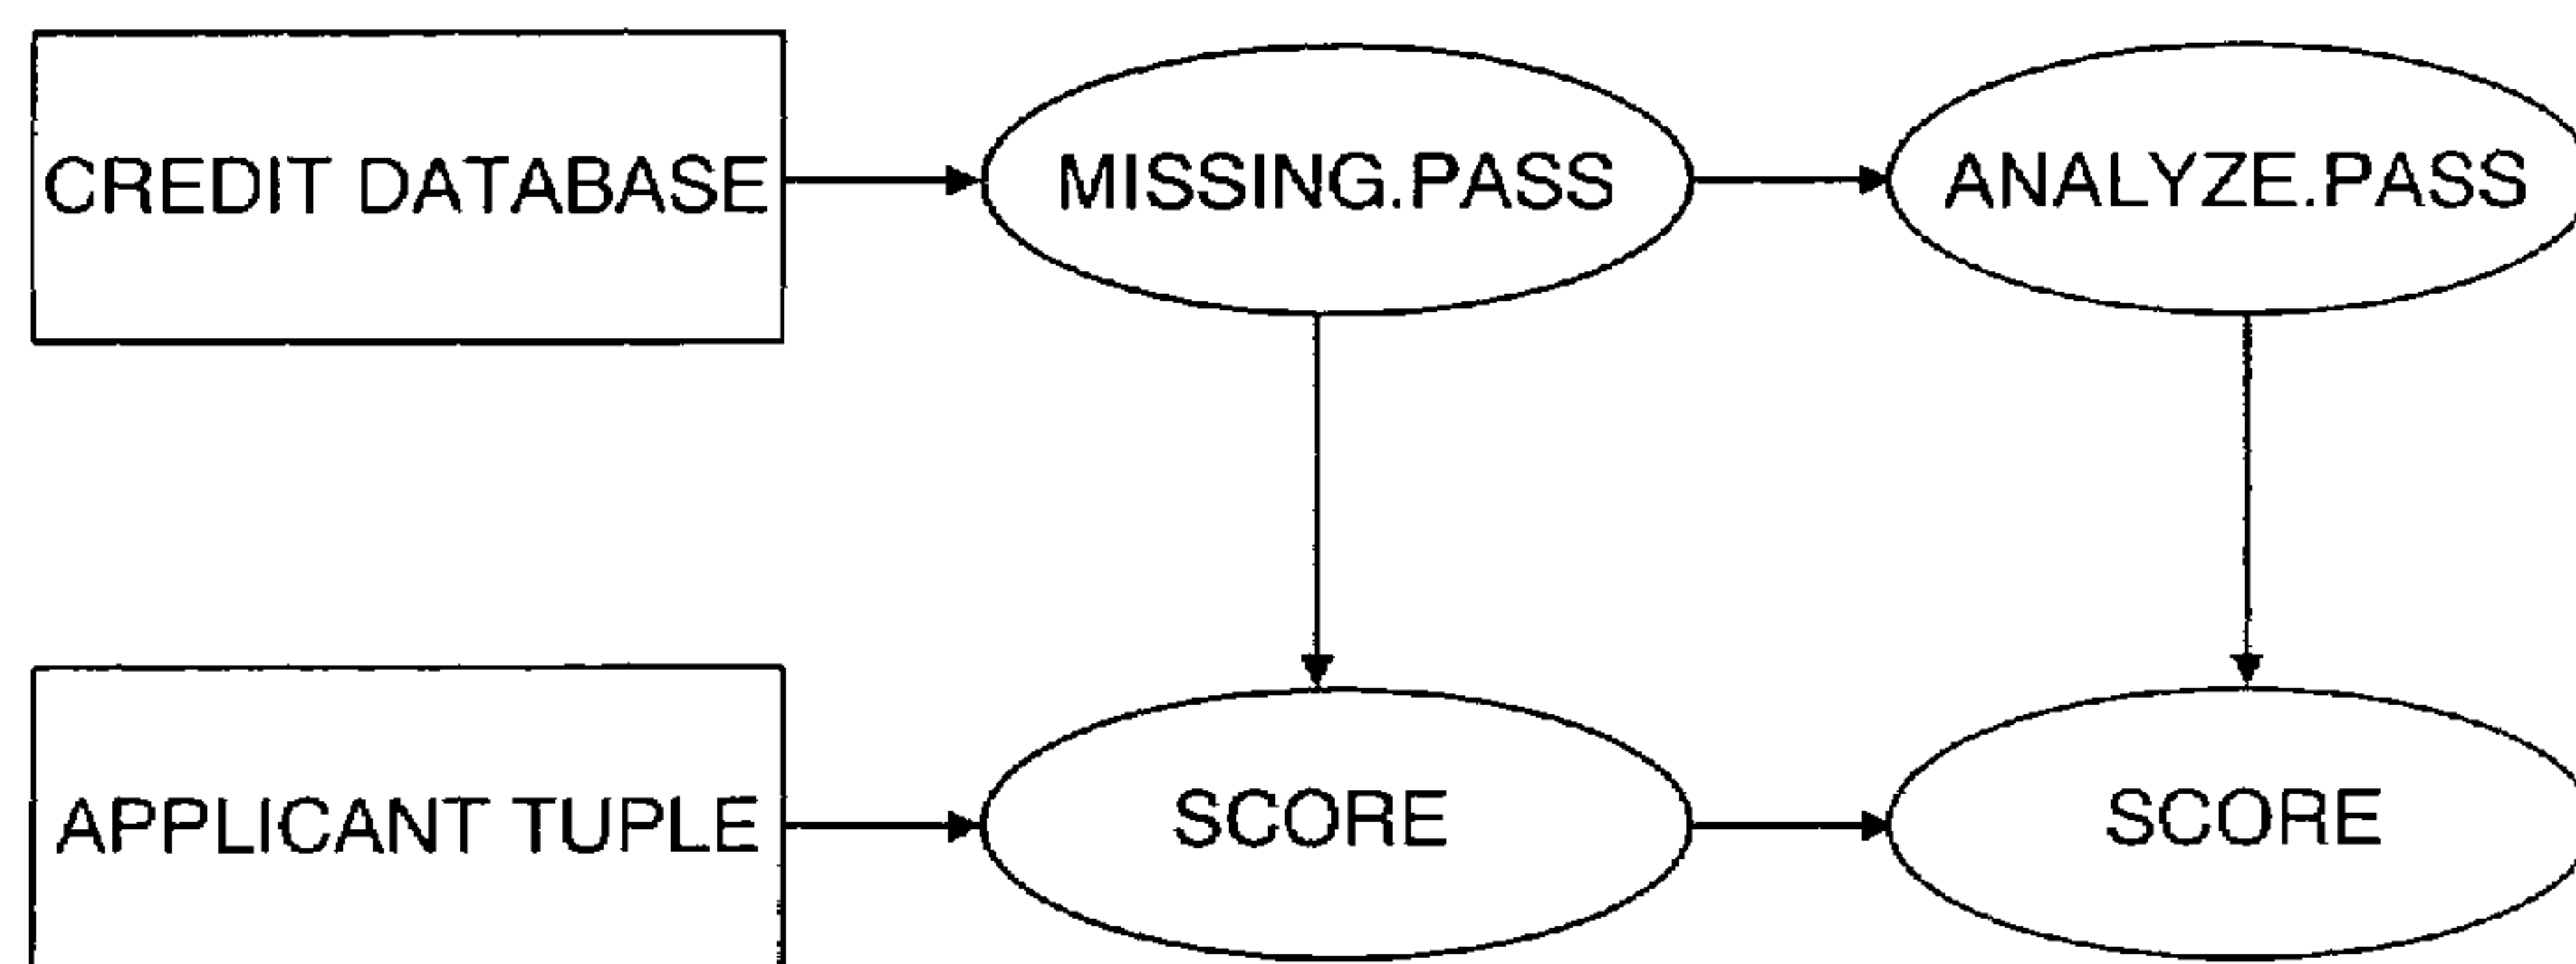 CREDIT DATABASE
MISSING.PASS
ANALYZE.PASS
APPLICANT TUPLE
SCORE
SCORE